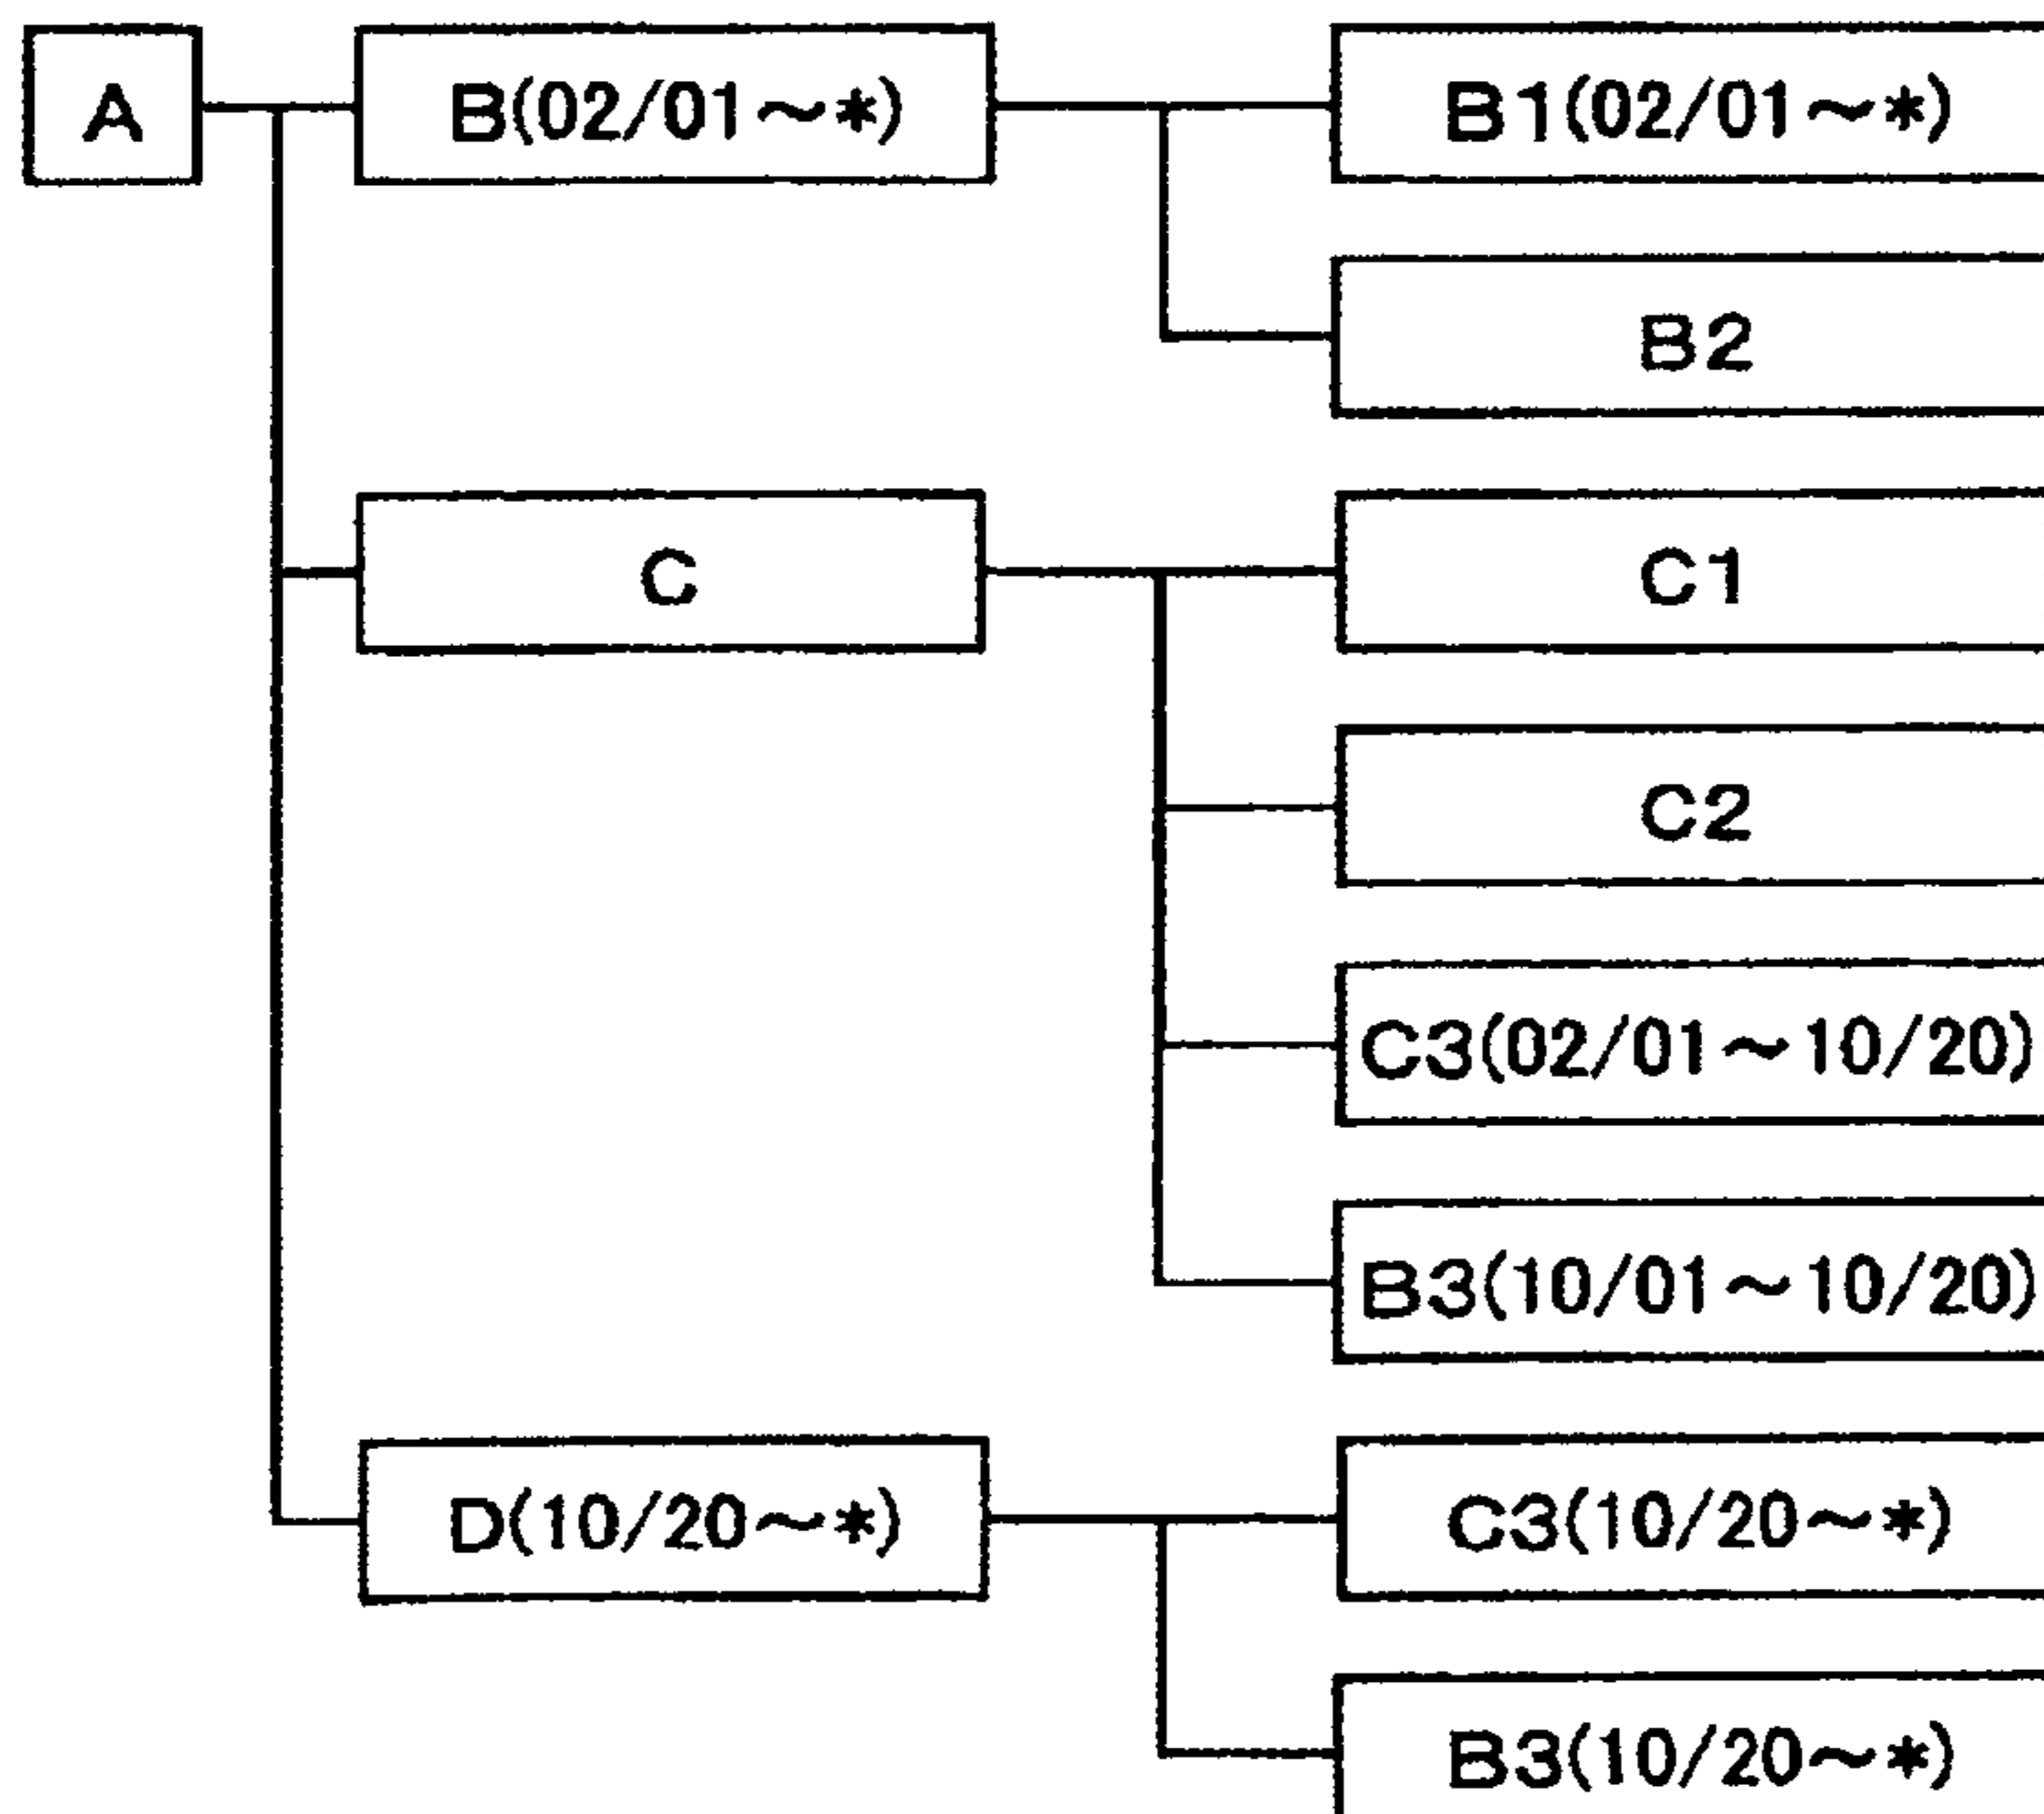 A
B(02/01～*)
B1(02/01～*)
B2
C
C1
C2
C3(02/01～10/20)
B3(10/01～10/20)
D(10/20～*)
C3(10/20～*)
B3(10/20～*)